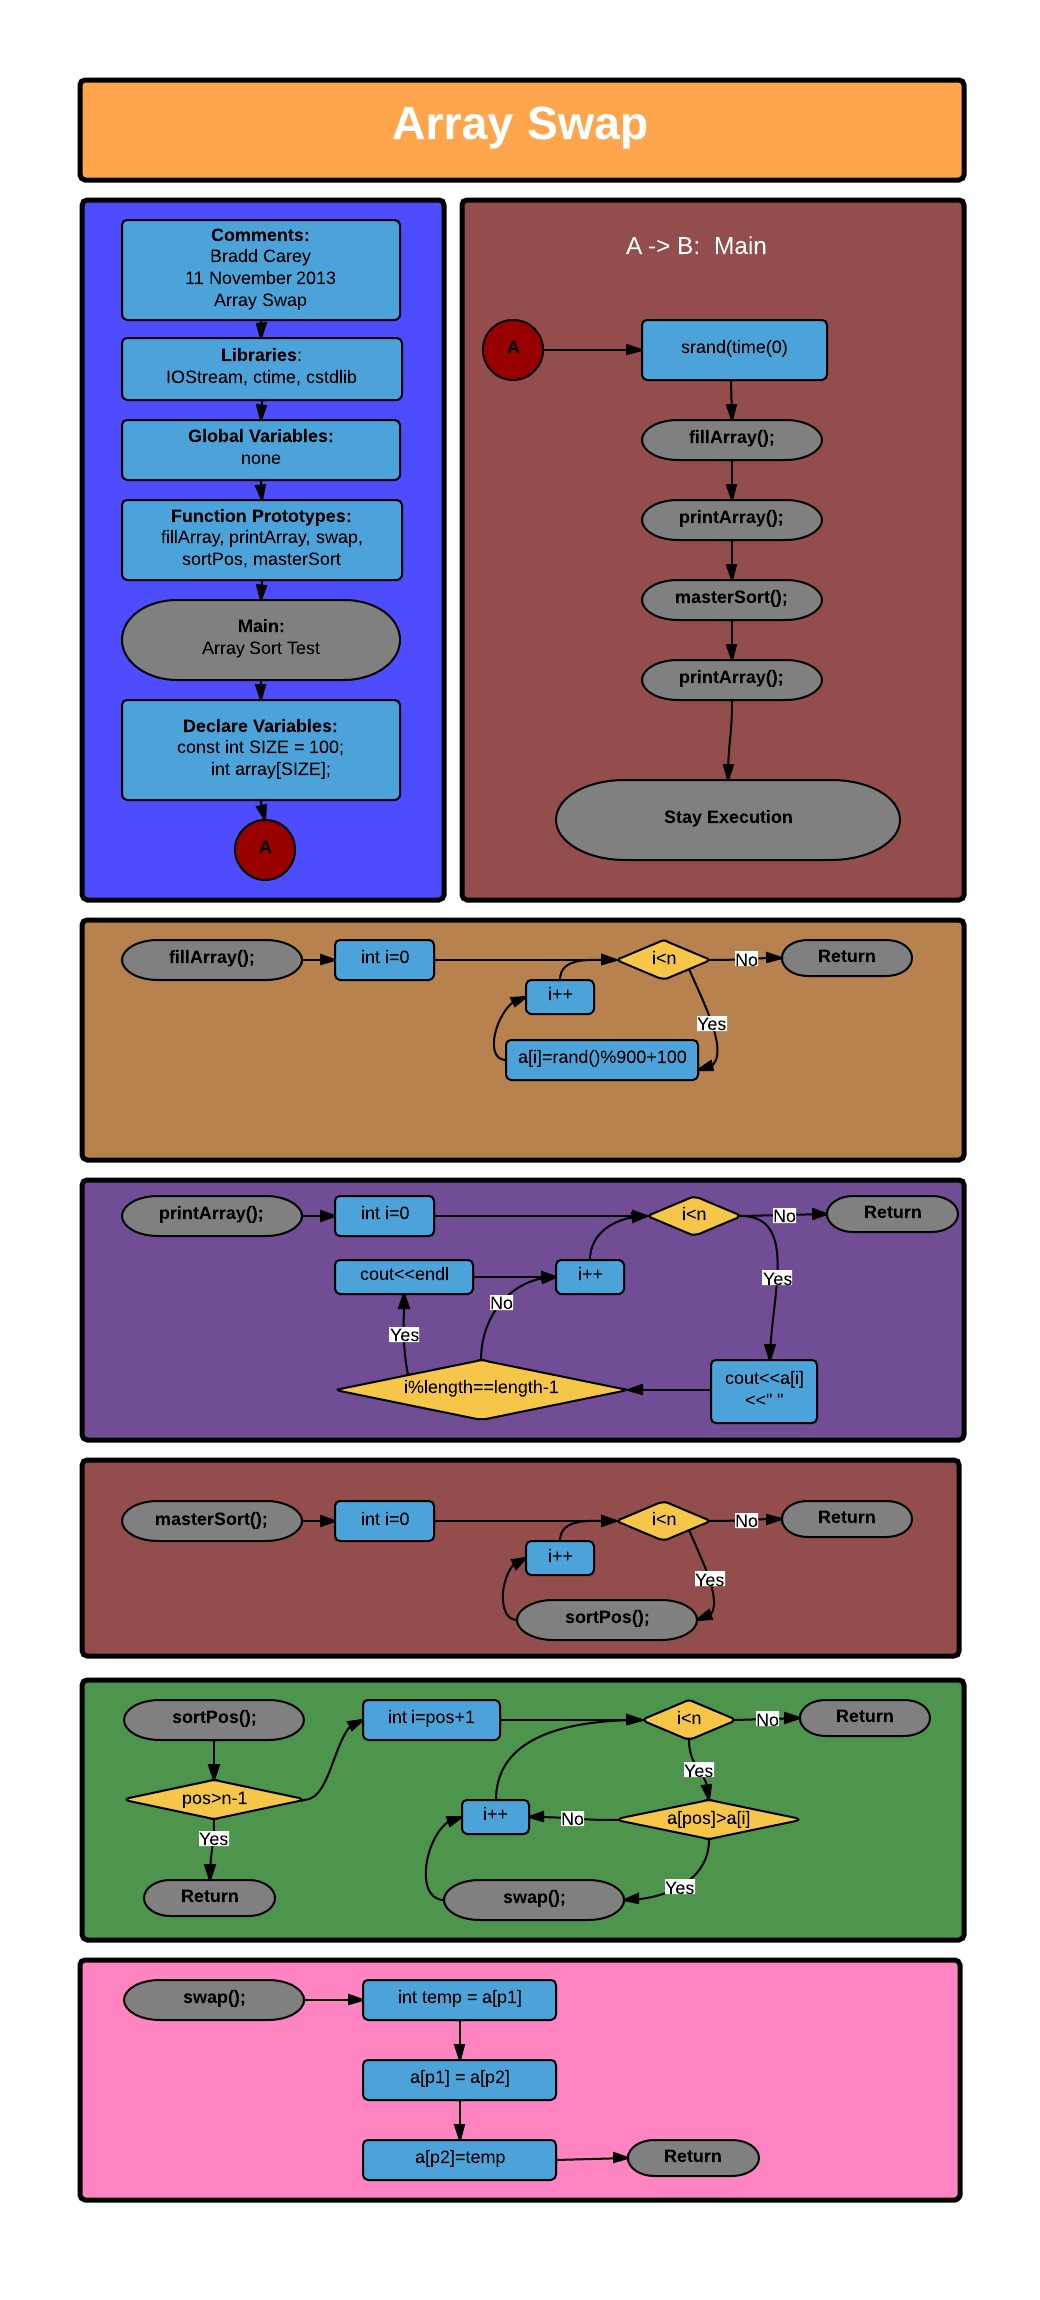 Array Swap
Comments:
Bradd Carey
11 November 2013
Array Swap
Libraries:
IOStream, ctime, cstdlib
Global Variables:
none
Function Prototypes:
fillArray, printArray, swap,
sortPos, masterSort
Main:
Array Sort Test
Declare Variables:
const int SIZE = 100;
int array[SIZE];
A
A -> B:  Main
A
srand(time(0)
fillArray();
printArray();
masterSort();
printArray();
Stay Execution
fillArray();
int i=0
i<n
No
Return
i++
Yes
a[i]=rand()%900+100
printArray();
int i=0
i<n
No
Return
cout<<endl
i++
Yes
No
Yes
i%length==length-1
cout<<a[i]
<<" "
masterSort();
int i=0
i<n
No
Return
i++
Yes
sortPos();
sortPos();
int i=pos+1
i<n
No
Return
Yes
pos>n-1
i++
No
a[pos]>a[i]
Yes
Return
swap();
Yes
swap();
int temp = a[p1]
a[p1] = a[p2]
a[p2]=temp
Return